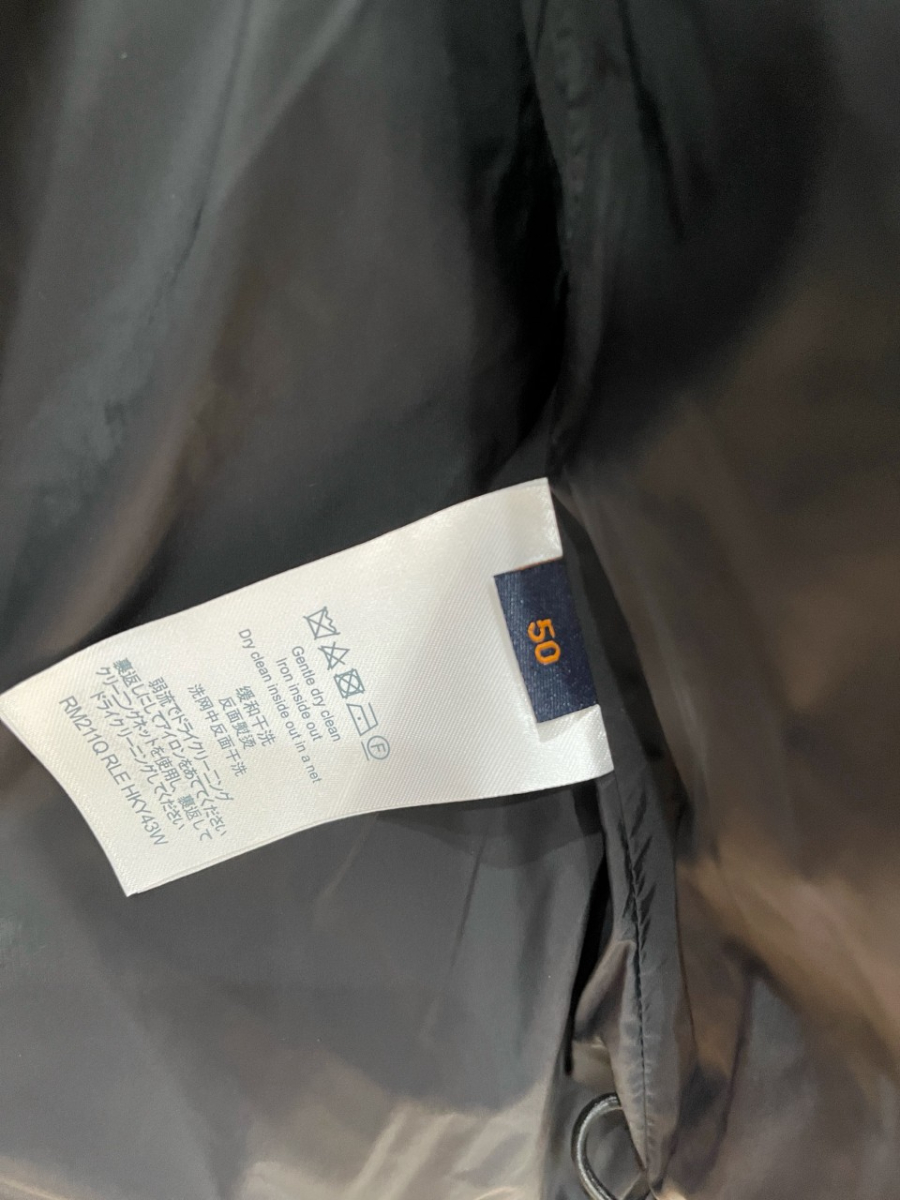 50
F
Gentle dry clean
Iron inside out
Dry clean inside out in a net
缓和干洗
反面熨烫
洗网中反面干洗
弱流でドライクリーニング
裏返しにしてアイロンをあててください
クリーニングネットを使用し、裏返して
ドライクリーニングしてください
RM211Q RLE HKY43W